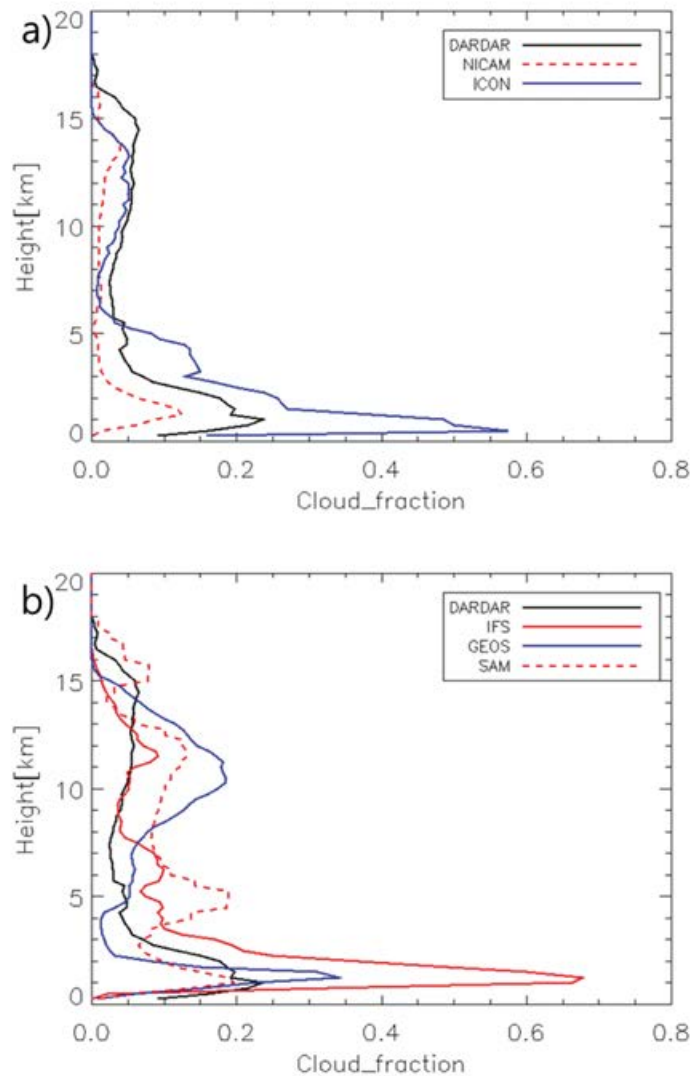 a)
20
15
10
5
0
Height[km]
DARDAR
NICAM
ICON
0.0 0.2 0.4 0.6 0.8
Cloud_fraction
b)
20
15
10
5
0
Height[km]
DARDAR
IFS
GEOS
SAM
0.0 0.2 0.4 0.6 0.8
Cloud_fraction